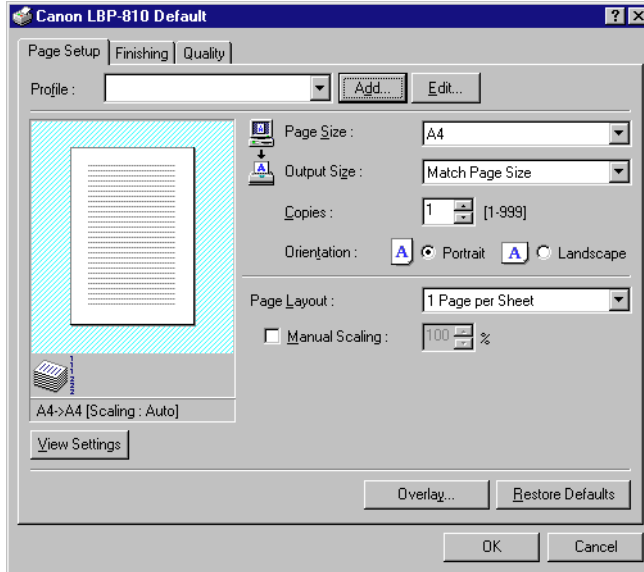 Canon LBP-810 Default
Page Setup Finishing Quality
Profile : Add... Edit...
Page Size : A4
Output Size : Match Page Size
Copies : 1 [1-999]
Orientation : A Portrait A Landscape
Page Layout : 1 Page per Sheet
Manual Scaling : 100 %
A4->A4 [Scaling : Auto]
View Settings
Overlay... Restore Defaults
OK Cancel